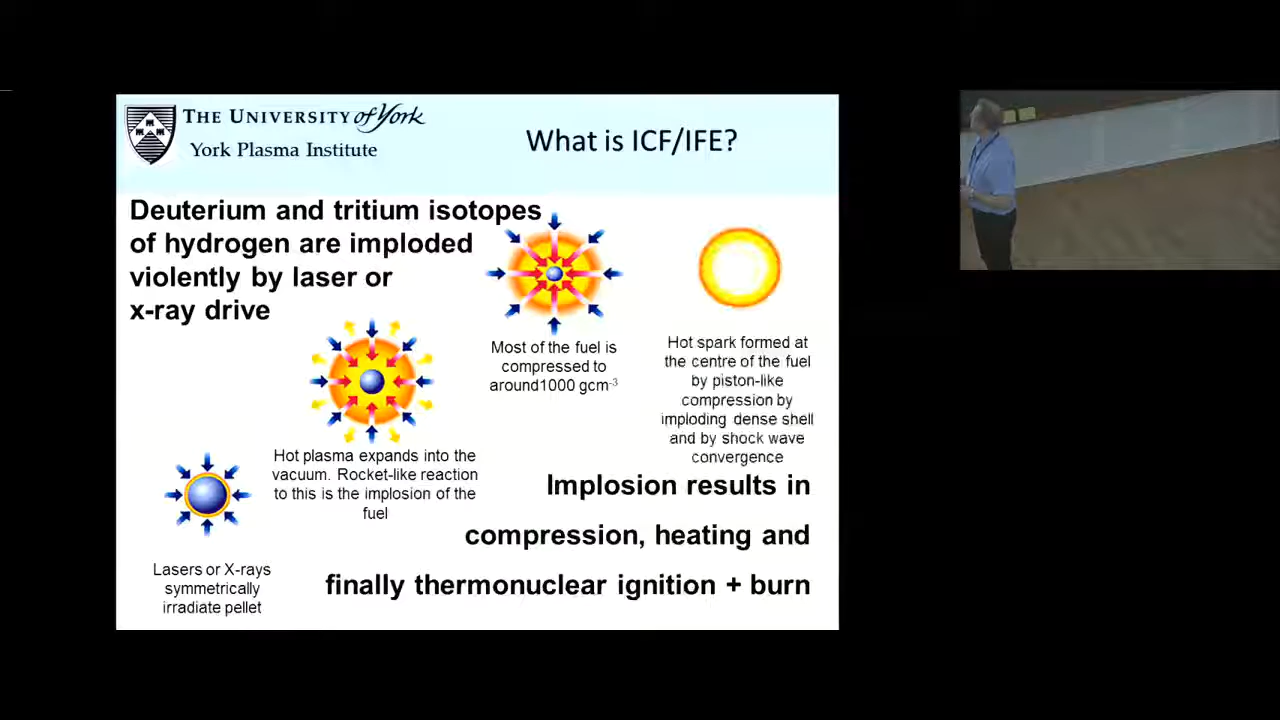 THE UNIVERSITY of York
York Plasma Institute
What is ICF/IFE?
Deuterium and tritium isotopes
of hydrogen are imploded
violently by laser or
x-ray drive
Most of the fuel is
compressed to
around1000 gcm-3
Hot spark formed at
the centre of the fuel
by piston-like
compression by
imploding dense shell
and by shock wave
convergence
Hot plasma expands into the
vacuum. Rocket-like reaction
to this is the implosion of the
fuel
Lasers or X-rays
symmetrically
irradiate pellet
Implosion results in
compression, heating and
finally thermonuclear ignition + burn